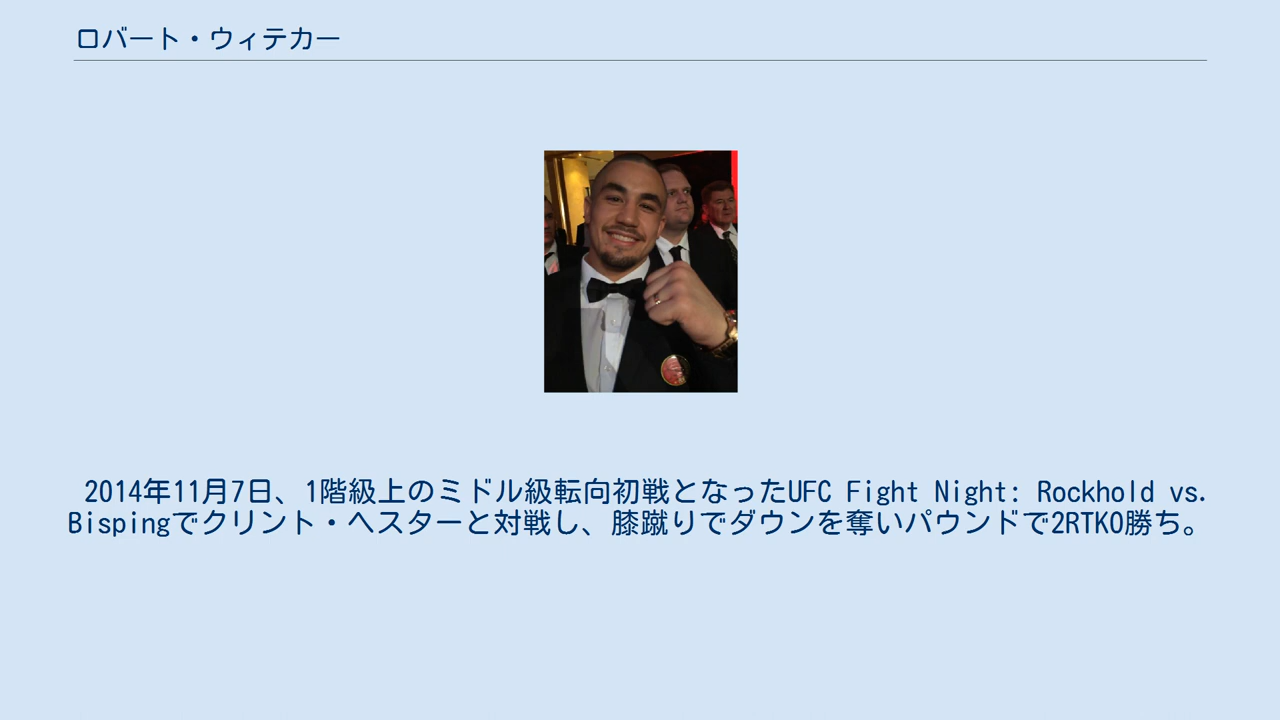 ロバート・ウィテカー
2014年11月7日、1階級上のミドル級転向初戦となったUFC Fight Night: Rockhold vs.
Bispingでクリント・ヘスターと対戦し、膝蹴りでダウンを奪いパウンドで2RTKO勝ち。